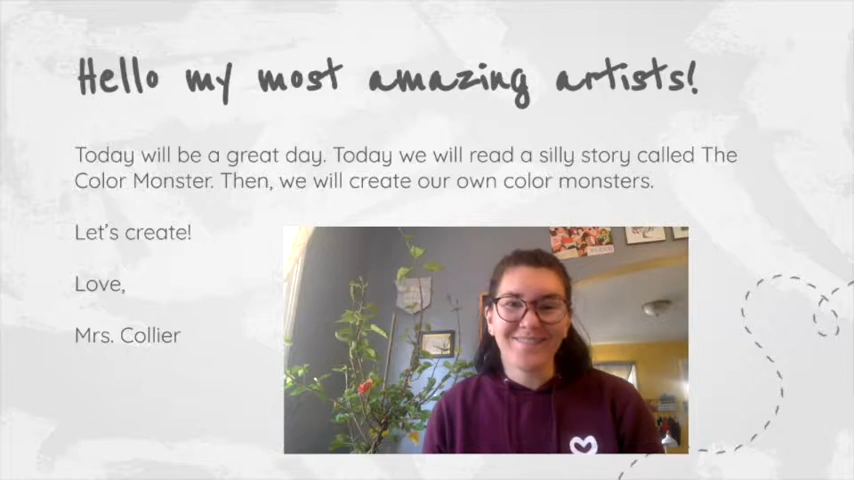 Hello my most amazing artists!
Today will be a great day. Today we will read a silly story called The
Color Monster. Then, we will create our own color monsters.
Let's create!
Love,
Mrs. Collier